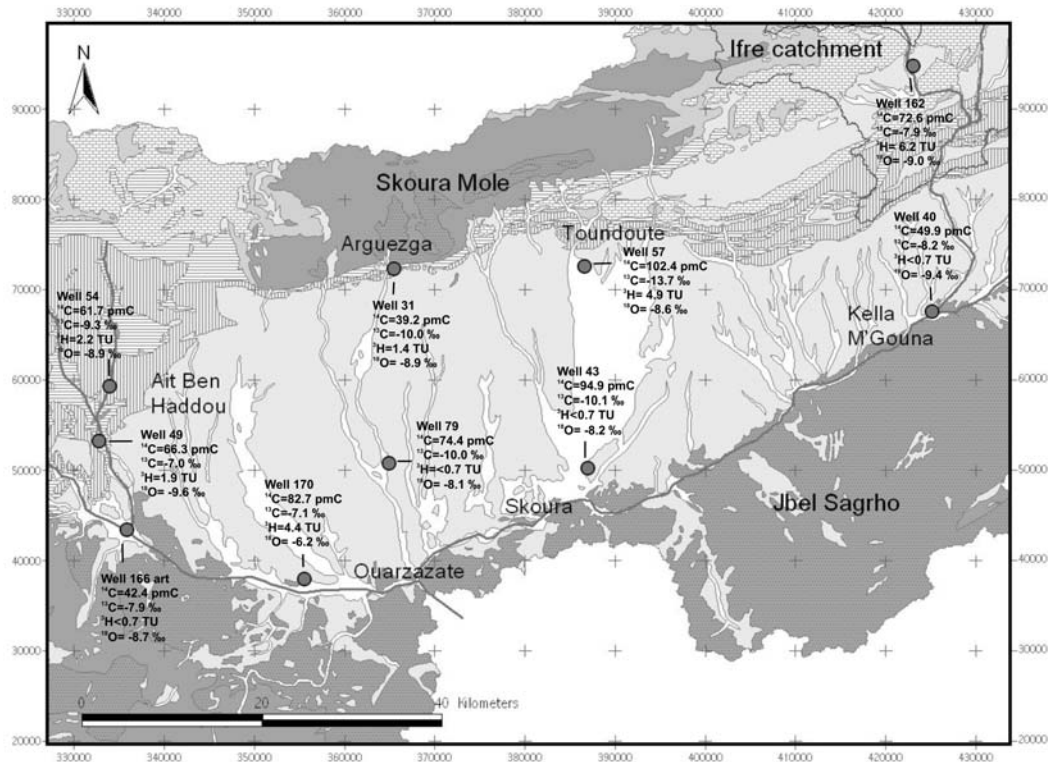 330000 340000 350000 360000 370000 380000 390000 400000 410000 420000 430000
N
Ifre catchment
90000 90000
Well 162
¹⁴C=72.6 pmC
¹³C=-7.9 ‰
³H= 6.2 TU
¹⁸O= -9.0 ‰
Skoura Mole
80000 80000
Well 40
¹⁴C=49.9 pmC
¹³C=-8.2 ‰
³H<0.7 TU
¹⁸O= -9.4 ‰
Arguezga
Toundoute
Well 57
¹⁴C=102.4 pmC
¹³C=-13.7 ‰
³H= 4.9 TU
¹⁸O= -8.6 ‰
70000 70000
Well 54
¹⁴C=61.7 pmC
¹³C=-9.3 ‰
³H=2.2 TU
¹⁸O= -8.9 ‰
Well 31
¹⁴C=39.2 pmC
¹³C=-10.0 ‰
³H=1.4 TU
¹⁸O= -8.9 ‰
Kella
M'Gouna
60000 60000
Ait Ben
Haddou
Well 43
¹⁴C=94.9 pmC
¹³C=-10.1 ‰
³H<0.7 TU
¹⁸O= -8.2 ‰
Well 49
¹⁴C=66.3 pmC
¹³C=-7.0 ‰
³H=1.9 TU
¹⁸O= -9.6 ‰
Well 79
¹⁴C=74.4 pmC
¹³C=-10.0 ‰
³H=<0.7 TU
¹⁸O= -8.1 ‰
50000 50000
Well 170
¹⁴C=82.7 pmC
¹³C=-7.1 ‰
³H=4.4 TU
¹⁸O= -6.2 ‰
Skoura
Jbel Sagrho
40000 40000
Ouarzazate
Well 166 art
¹⁴C=42.4 pmC
¹³C=-7.9 ‰
³H<0.7 TU
¹⁸O= -8.7 ‰
30000 30000
0 20 40 Kilometers
20000 20000
330000 340000 350000 360000 370000 380000 390000 400000 410000 420000 430000